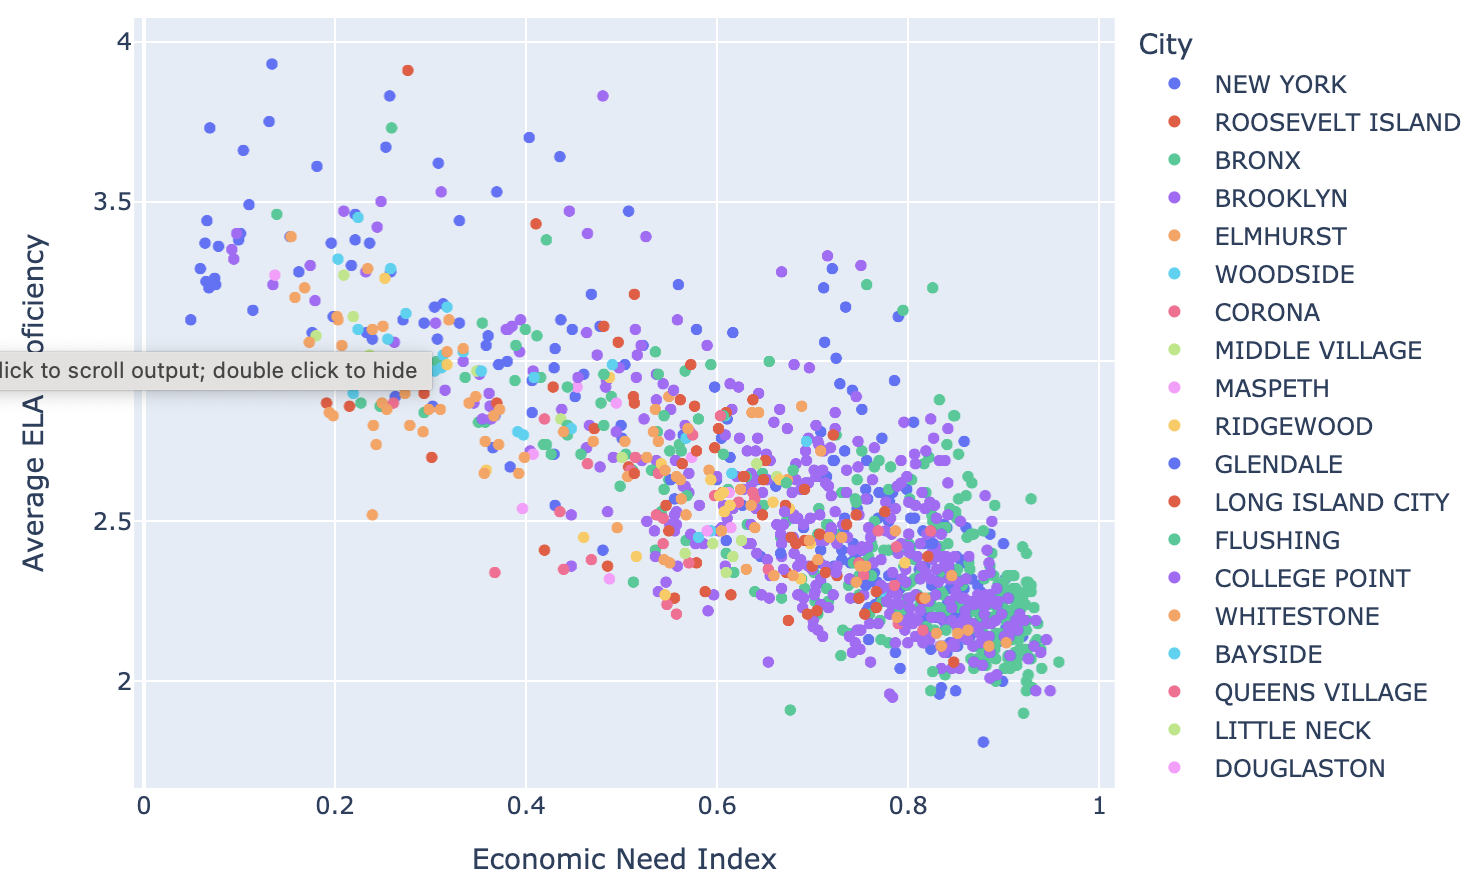 City
NEW YORK
ROOSEVELT ISLAND
BRONX
BROOKLYN
ELMHURST
WOODSIDE
CORONA
MIDDLE VILLAGE
MASPETH
RIDGEWOOD
GLENDALE
LONG ISLAND CITY
FLUSHING
COLLEGE POINT
WHITESTONE
BAYSIDE
QUEENS VILLAGE
LITTLE NECK
DOUGLASTON
4
3.5
2.5
2
Average ELA oficiency
lick to scroll output; double click to hide
0 0.2 0.4 0.6 0.8 1
Economic Need Index